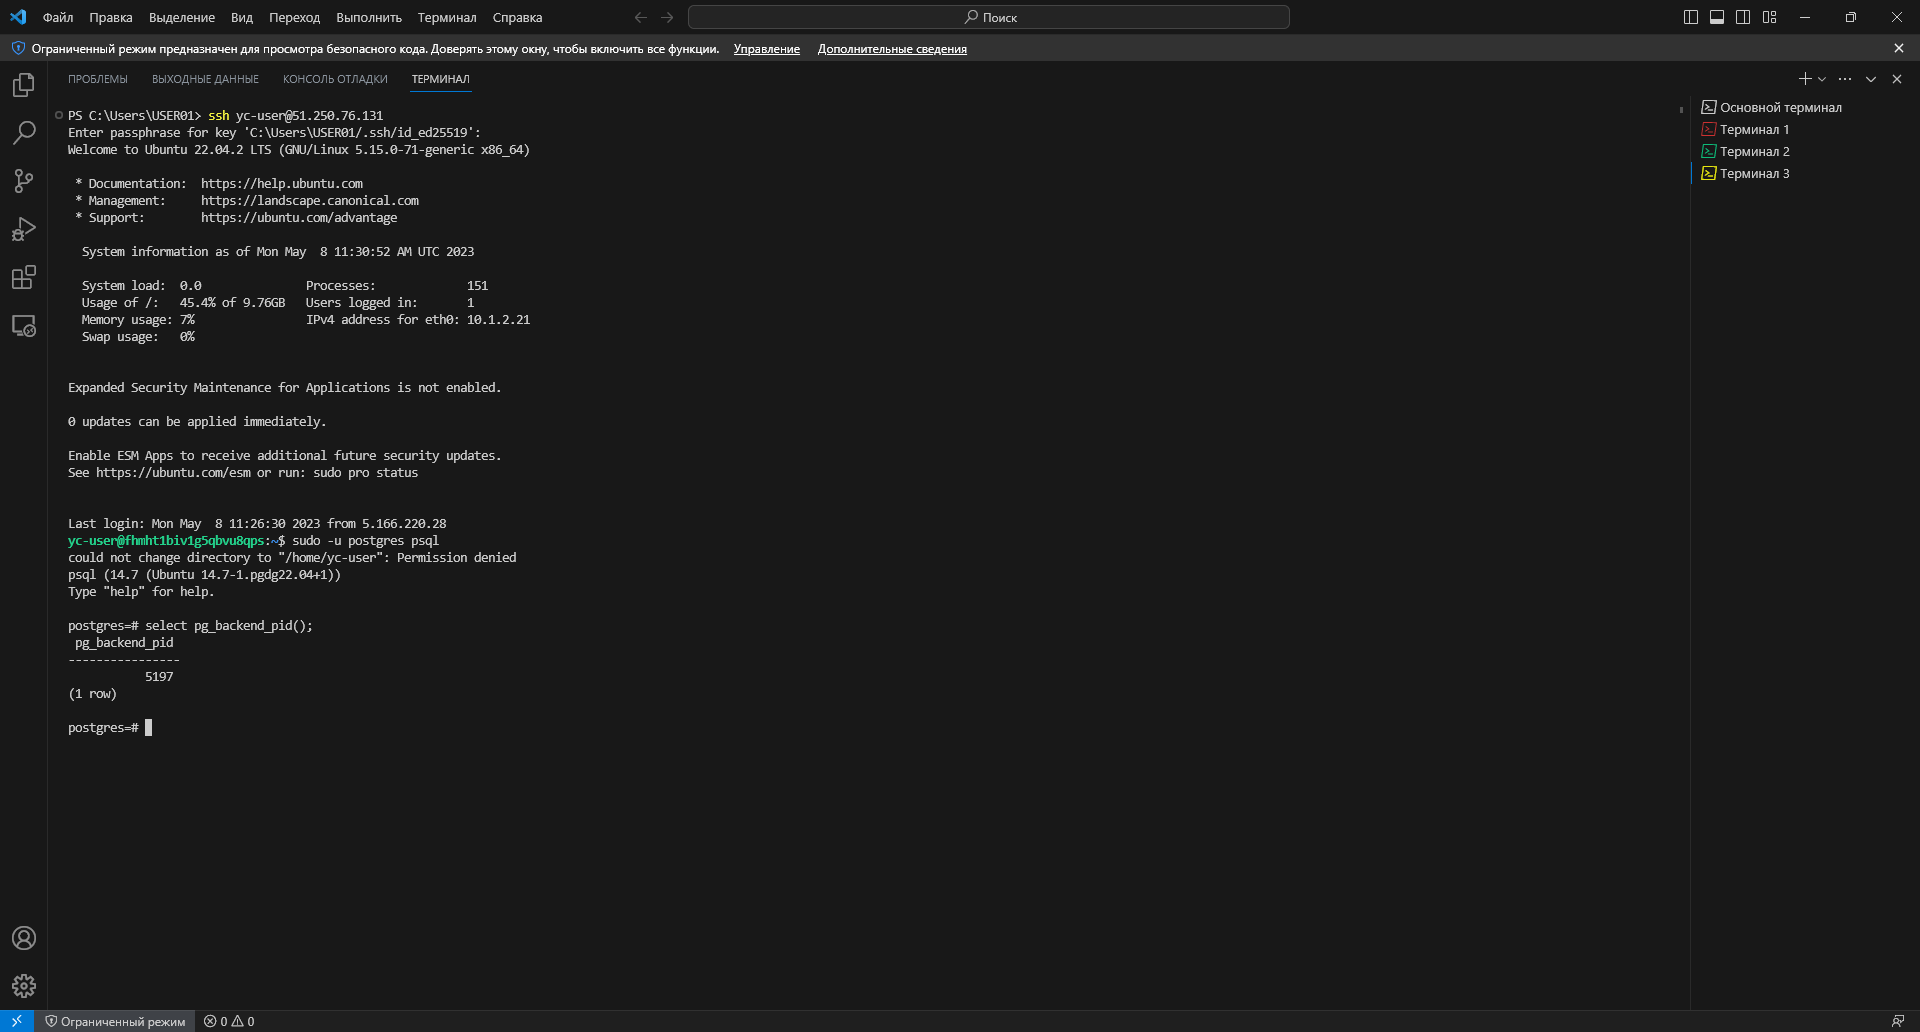 Файл Правка Выделение Вид Переход Выполнить Терминал Справка Поиск
Ограниченный режим предназначен для просмотра безопасного кода. Доверять этому окну, чтобы включить все функции. Управление Дополнительные сведения
ПРОБЛЕМЫ ВЫХОДНЫЕ ДАННЫЕ КОНСОЛЬ ОТЛАДКИ ТЕРМИНАЛ
PS C:\Users\USER01> ssh yc-user@51.250.76.131
Enter passphrase for key 'C:\Users\USER01/.ssh/id_ed25519':
Welcome to Ubuntu 22.04.2 LTS (GNU/Linux 5.15.0-71-generic x86_64)
* Documentation:  https://help.ubuntu.com
* Management:     https://landscape.canonical.com
* Support:        https://ubuntu.com/advantage
System information as of Mon May  8 11:30:52 AM UTC 2023
System load:  0.0               Processes:             151
Usage of /:   45.4% of 9.76GB   Users logged in:       1
Memory usage: 7%                IPv4 address for eth0: 10.1.2.21
Swap usage:   0%
Expanded Security Maintenance for Applications is not enabled.
0 updates can be applied immediately.
Enable ESM Apps to receive additional future security updates.
See https://ubuntu.com/esm or run: sudo pro status
Last login: Mon May  8 11:26:30 2023 from 5.166.220.28
yc-user@fhmht1biv1g5qbvu8qps:~$ sudo -u postgres psql
could not change directory to "/home/yc-user": Permission denied
psql (14.7 (Ubuntu 14.7-1.pgdg22.04+1))
Type "help" for help.
postgres=# select pg_backend_pid();
pg_backend_pid
----------------
5197
(1 row)
postgres=#
Основной терминал
Терминал 1
Терминал 2
Терминал 3
Ограниченный режим 0 0